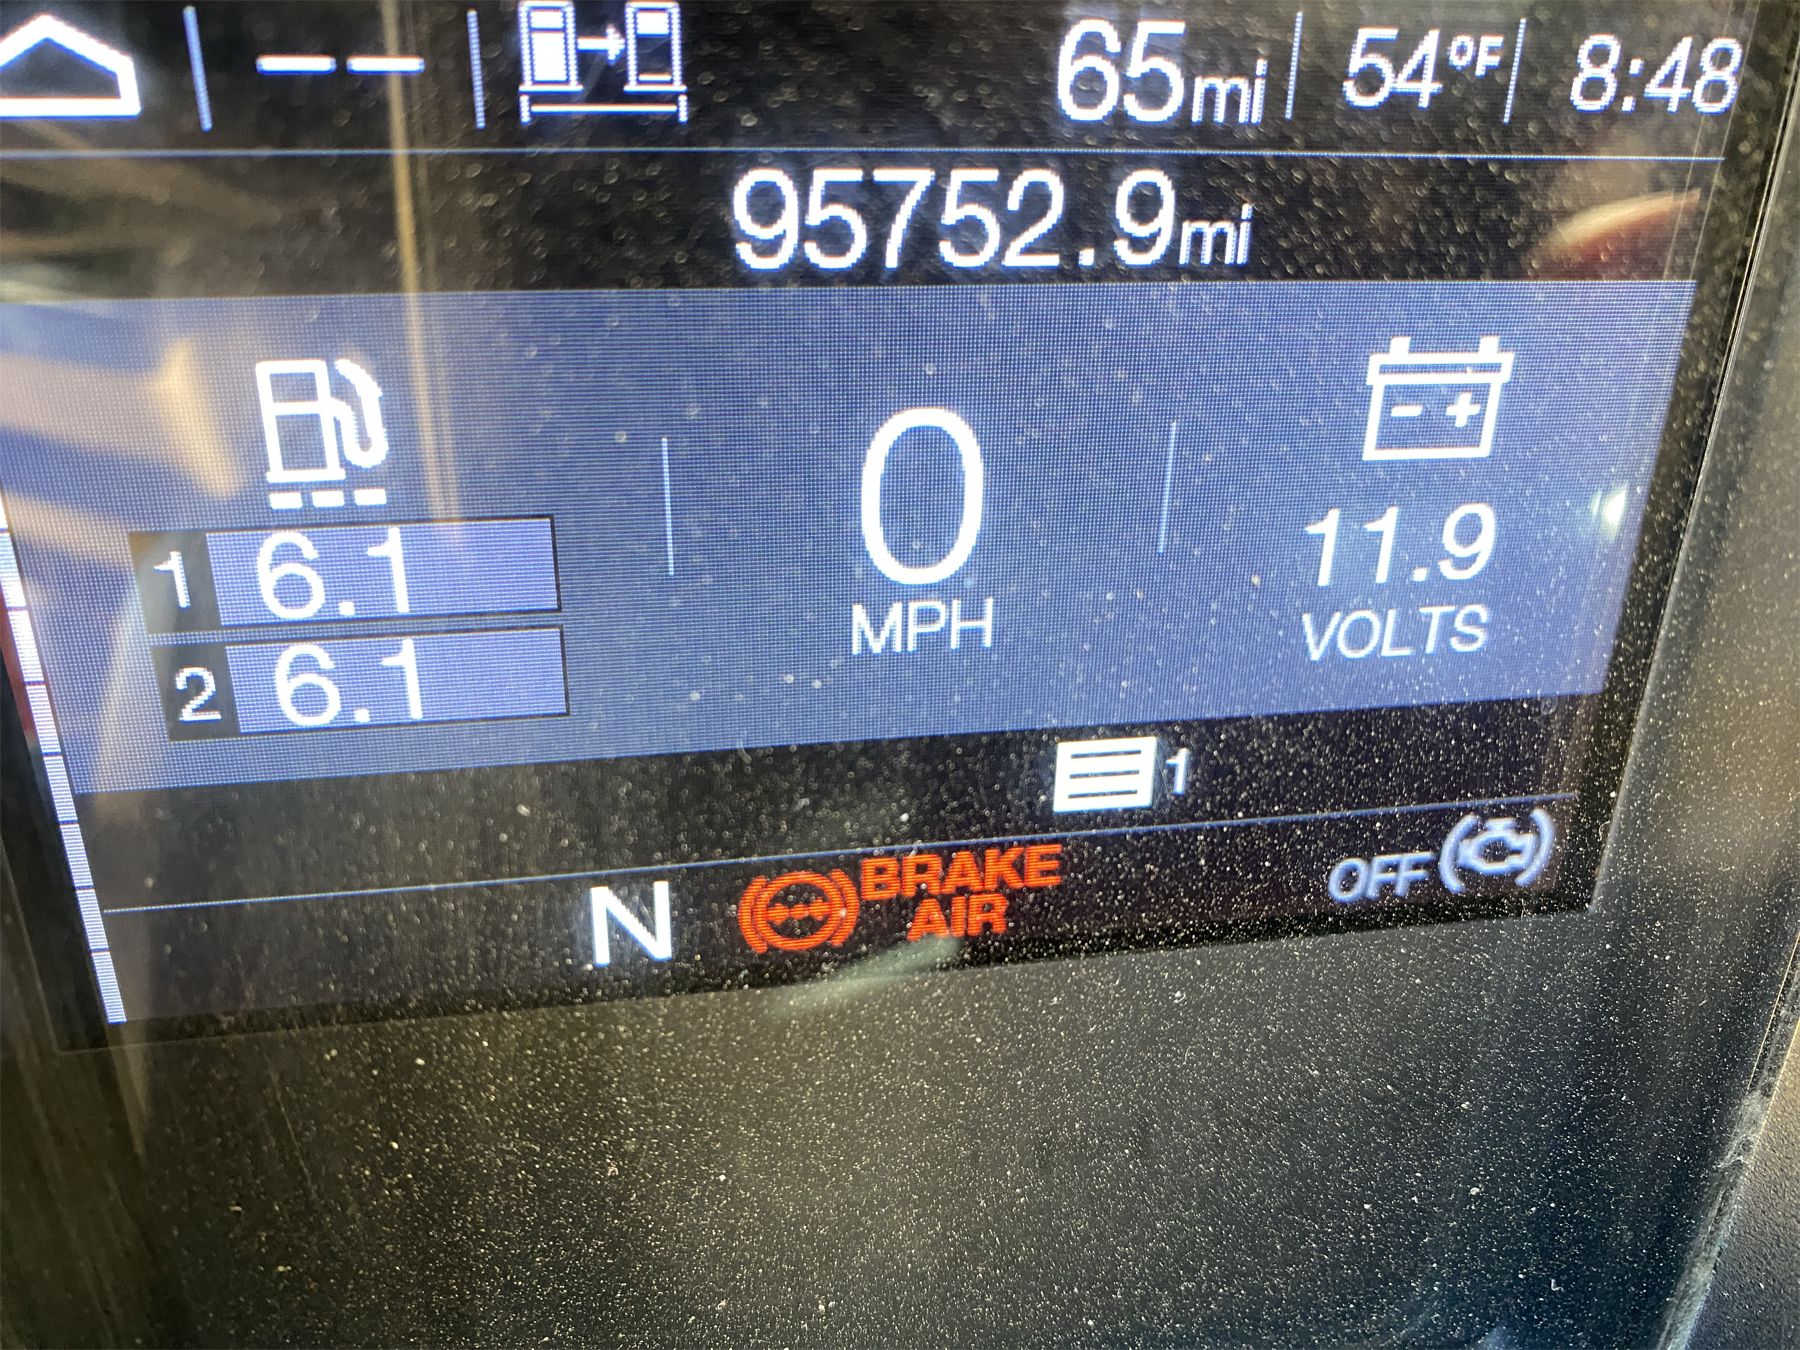 -- 65mi 54°F 8:48
95752.9mi
1 6.1
2 6.1
0
MPH
- +
11.9
VOLTS
1
N BRAKE AIR OFF